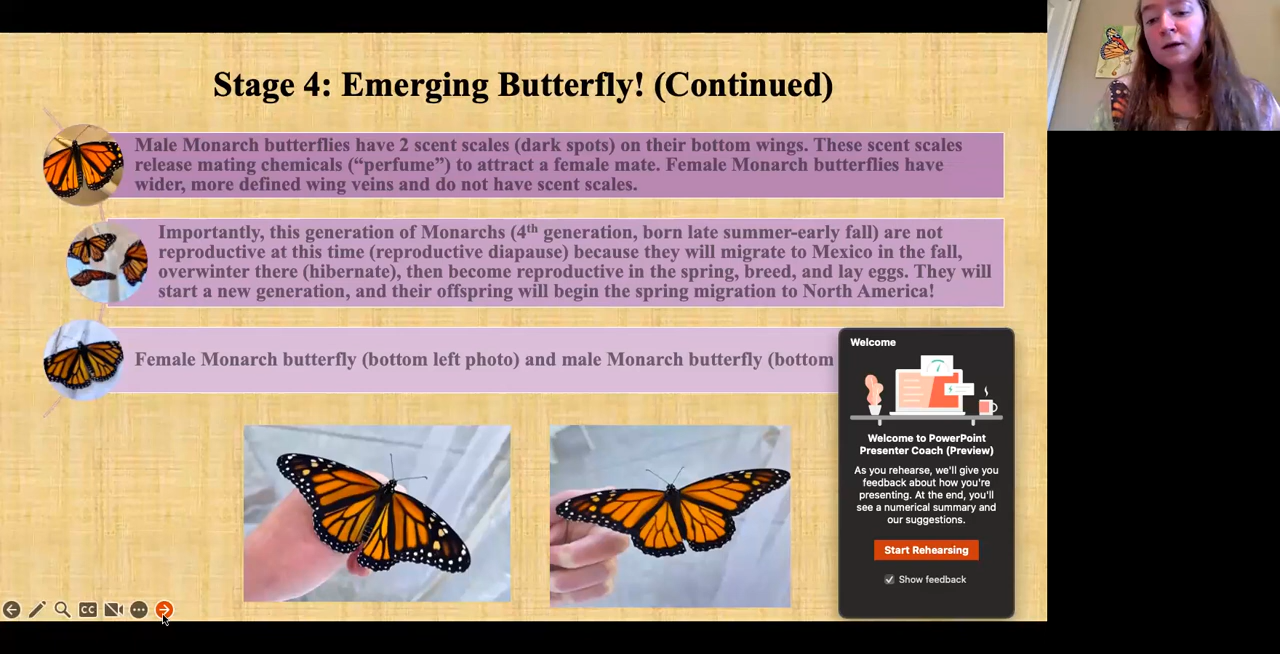 Stage 4: Emerging Butterfly! (Continued)
Male Monarch butterflies have 2 scent scales (dark spots) on their bottom wings. These scent scales
release mating chemicals (“perfume”) to attract a female mate. Female Monarch butterflies have
wider, more defined wing veins and do not have scent scales.
Importantly, this generation of Monarchs (4th generation, born late summer-early fall) are not
reproductive at this time (reproductive diapause) because they will migrate to Mexico in the fall,
overwinter there (hibernate), then become reproductive in the spring, breed, and lay eggs. They will
start a new generation, and their offspring will begin the spring migration to North America!
Female Monarch butterfly (bottom left photo) and male Monarch butterfly (bottom
Welcome
Welcome to PowerPoint
Presenter Coach (Preview)
As you rehearse, we'll give you
feedback about how you're
presenting. At the end, you'll
see a numerical summary and
our suggestions.
Start Rehearsing
Show feedback
CC